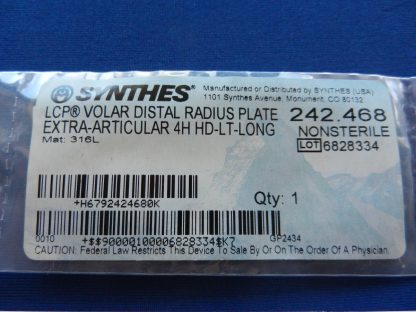 SYNTHES®
Manufactured or Distributed by SYNTHES (USA)
1101 Synthes Avenue, Monument, CO 80132
LCP® VOLAR DISTAL RADIUS PLATE 242.468
EXTRA-ARTICULAR 4H HD-LT-LONG NONSTERILE
Mat: 316L LOT 6828334
+H6792424680K
Qty: 1
0010 GP2434
+$$90000100006828334$K7
CAUTION: Federal Law Restricts This Device To Sale By Or On The Order Of A Physician.